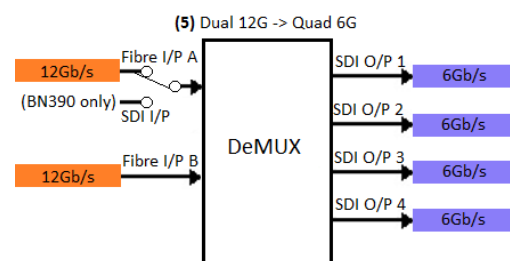 (5) Dual 12G -> Quad 6G
Fibre I/P A
12Gb/s
(BN390 only)
SDI I/P
Fibre I/P B
12Gb/s
DeMUX
SDI O/P 1
6Gb/s
SDI O/P 2
6Gb/s
SDI O/P 3
6Gb/s
SDI O/P 4
6Gb/s